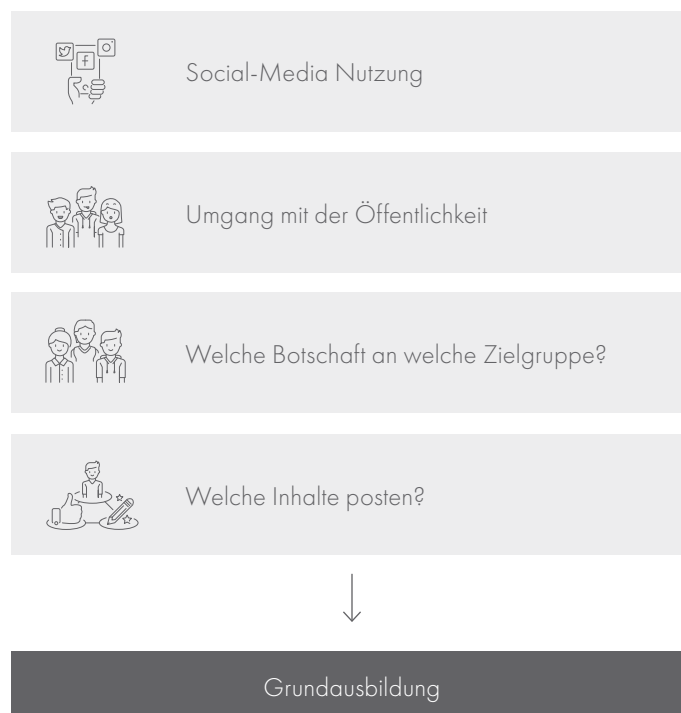 Social-Media Nutzung
Umgang mit der Öffentlichkeit
Welche Botschaft an welche Zielgruppe?
Welche Inhalte posten?
Grundausbildung